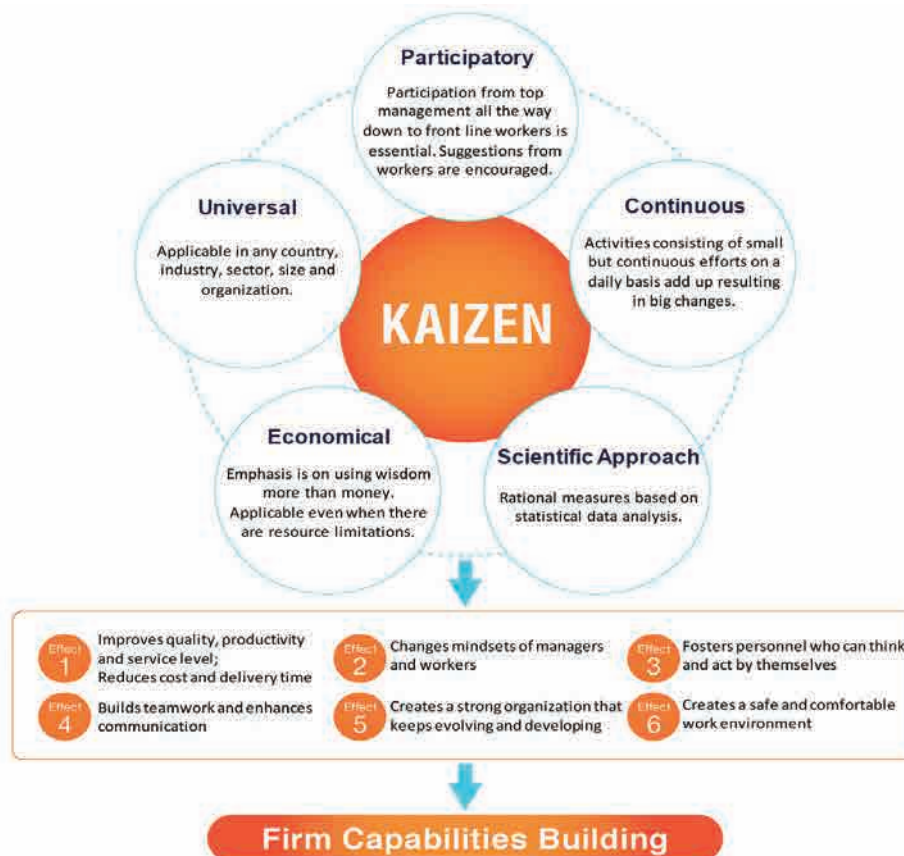 Participatory
Participation from top
management all the way
down to front line workers is
essential. Suggestions from
workers are encouraged.
Universal
Applicable in any country,
industry, sector, size and
organization.
Continuous
Activities consisting of small
but continuous efforts on a
daily basis add up resulting
in big changes.
KAIZEN
Economical
Emphasis is on using wisdom
more than money.
Applicable even when there
are resource limitations.
Scientific Approach
Rational measures based on
statistical data analysis.
Effect
1
Improves quality, productivity
and service level;
Reduces cost and delivery time
Effect
2
Changes mindsets of managers
and workers
Effect
3
Fosters personnel who can think
and act by themselves
Effect
4
Builds teamwork and enhances
communication
Effect
5
Creates a strong organization that
keeps evolving and developing
Effect
6
Creates a safe and comfortable
work environment
Firm Capabilities Building